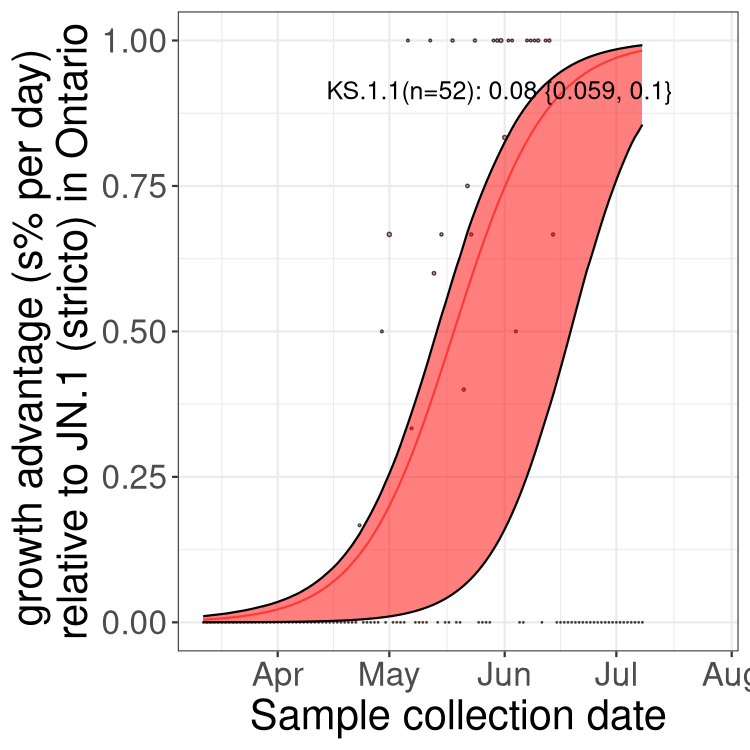 growth advantage (s% per day)
relative to JN.1 (stricto) in Ontario
1.00
0.75
0.50
0.25
0.00
KS.1.1(n=52): 0.08 {0.059, 0.1}
Apr
May
Jun
Jul
Aug
Sample collection date